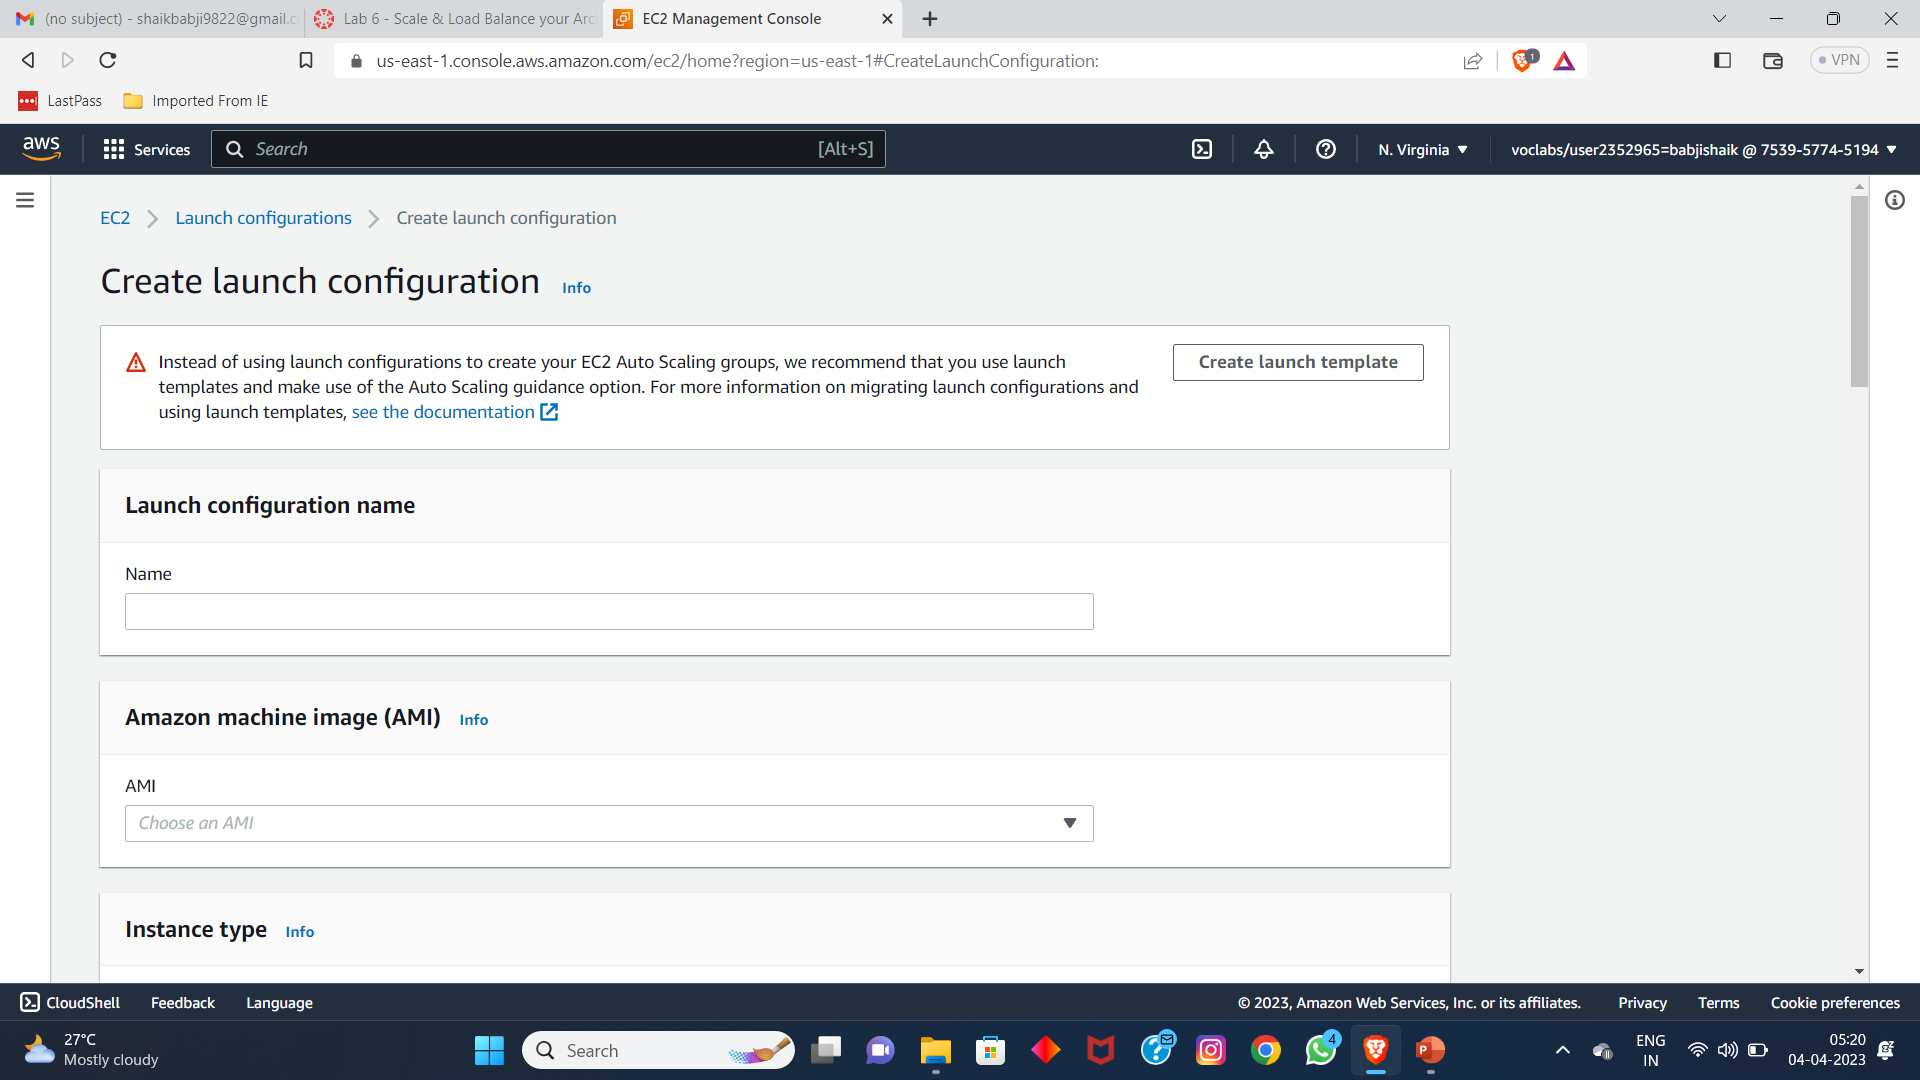 (no subject) - shaikbabji9822@gmail.c
Lab 6 - Scale & Load Balance your Arc
EC2 Management Console
us-east-1.console.aws.amazon.com/ec2/home?region=us-east-1#CreateLaunchConfiguration:
1
VPN
LastPass
Imported From IE
aws
Services
Search
[Alt+S]
N. Virginia
voclabs/user2352965=babjishaik @ 7539-5774-5194
EC2
Launch configurations
Create launch configuration
Create launch configuration
Info
Instead of using launch configurations to create your EC2 Auto Scaling groups, we recommend that you use launch
templates and make use of the Auto Scaling guidance option. For more information on migrating launch configurations and
using launch templates, see the documentation
Create launch template
Launch configuration name
Name
Amazon machine image (AMI)
Info
AMI
Choose an AMI
Instance type
Info
CloudShell
Feedback
Language
© 2023, Amazon Web Services, Inc. or its affiliates.
Privacy
Terms
Cookie preferences
27°C
Mostly cloudy
Search
4
ENG
IN
05:20
04-04-2023